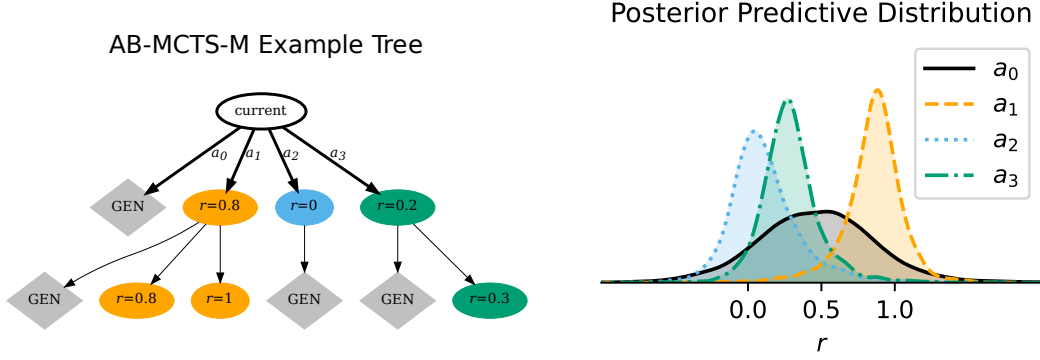 AB-MCTS-M Example Tree
current
a0 a1 a2 a3
GEN r=0.8 r=0 r=0.2
GEN r=0.8 r=1 GEN GEN r=0.3
Posterior Predictive Distribution
a0
a1
a2
a3
0.0 0.5 1.0
r